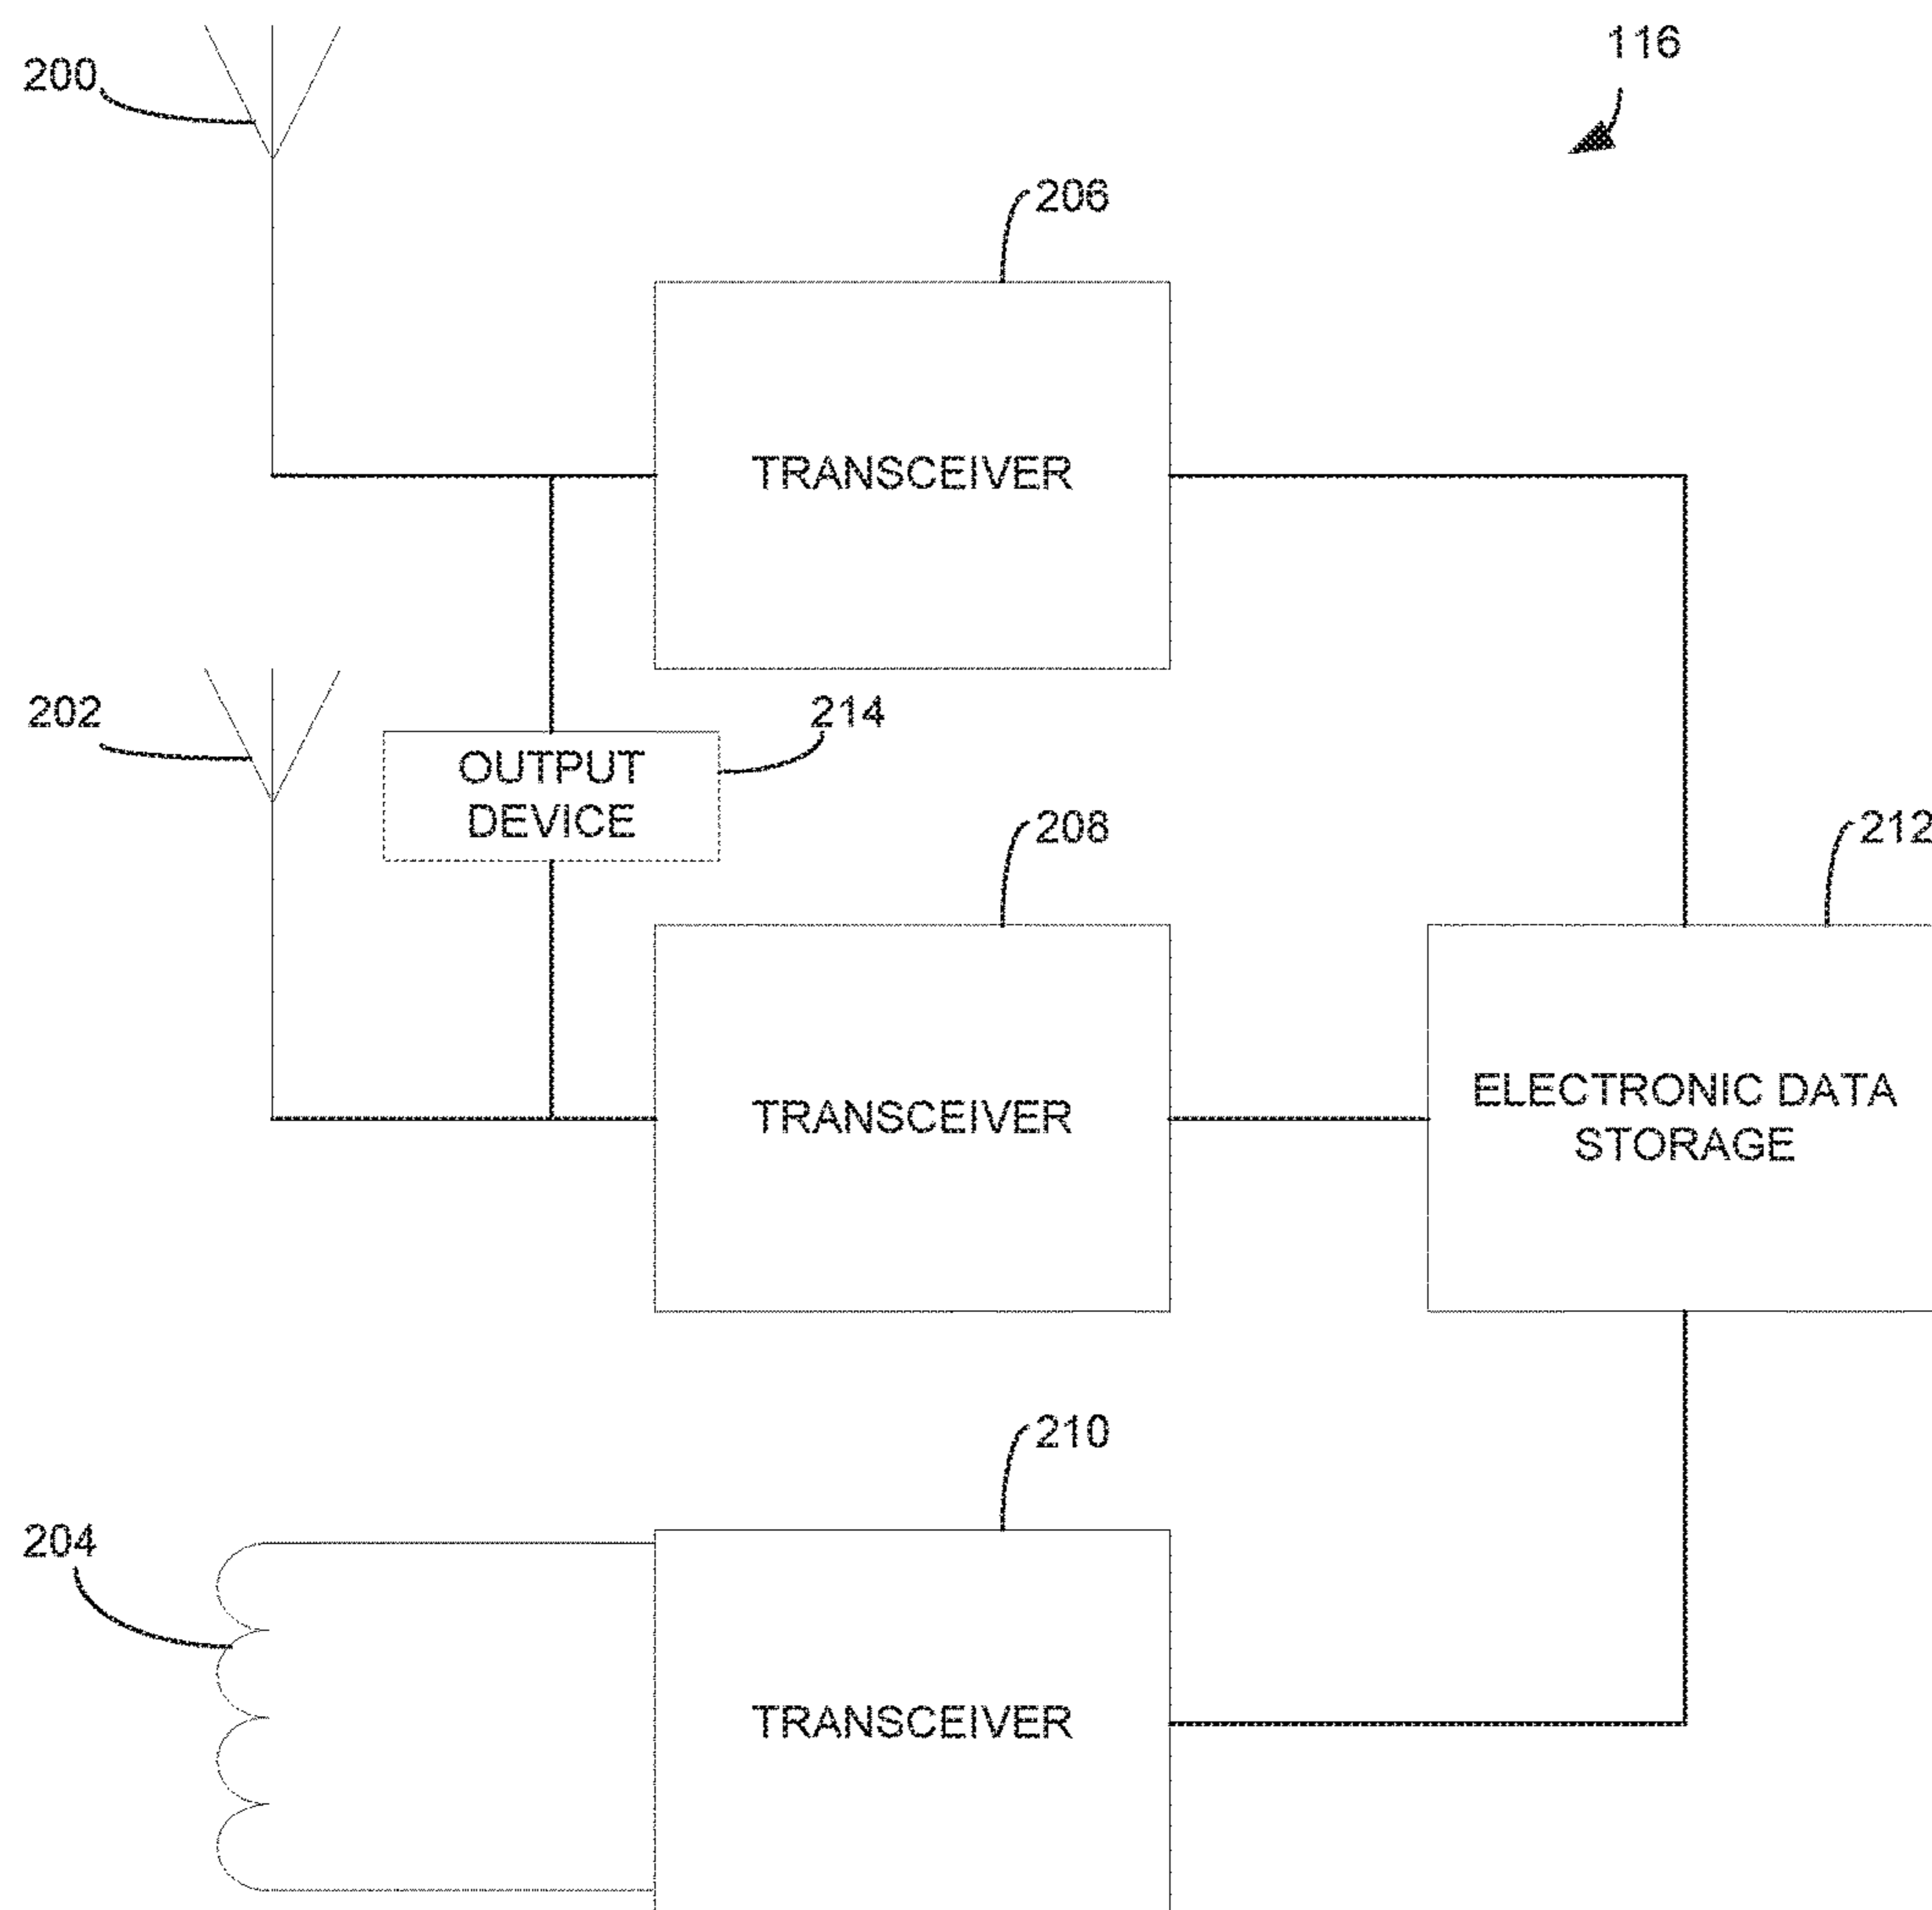 200
116
206
TRANSCEIVER
202
214
OUTPUT
DEVICE
208
212
TRANSCEIVER
ELECTRONIC DATA
STORAGE
210
204
TRANSCEIVER